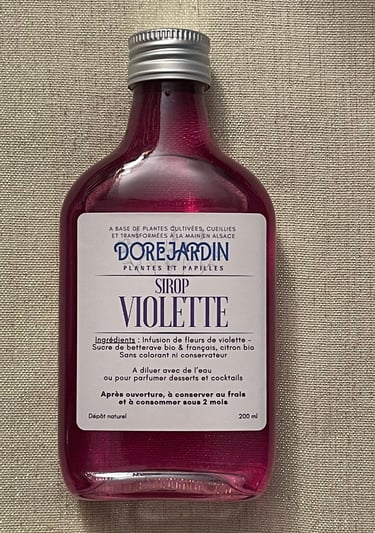 A BASE DE PLANTES CULTIVÉES, CUEILLIES
ET TRANSFORMÉES À LA MAIN EN ALSACE
DOREJARDIN
PLANTES ET PAPILLES
SIROP
VIOLETTE
Ingrédients : Infusion de fleurs de violette -
Sucre de betterave bio & français, citron bio
Sans colorant ni conservateur
A diluer avec de l'eau
ou pour parfumer desserts et cocktails
Après ouverture, à conserver au frais
et à consommer sous 2 mois
Dépôt naturel 200 ml